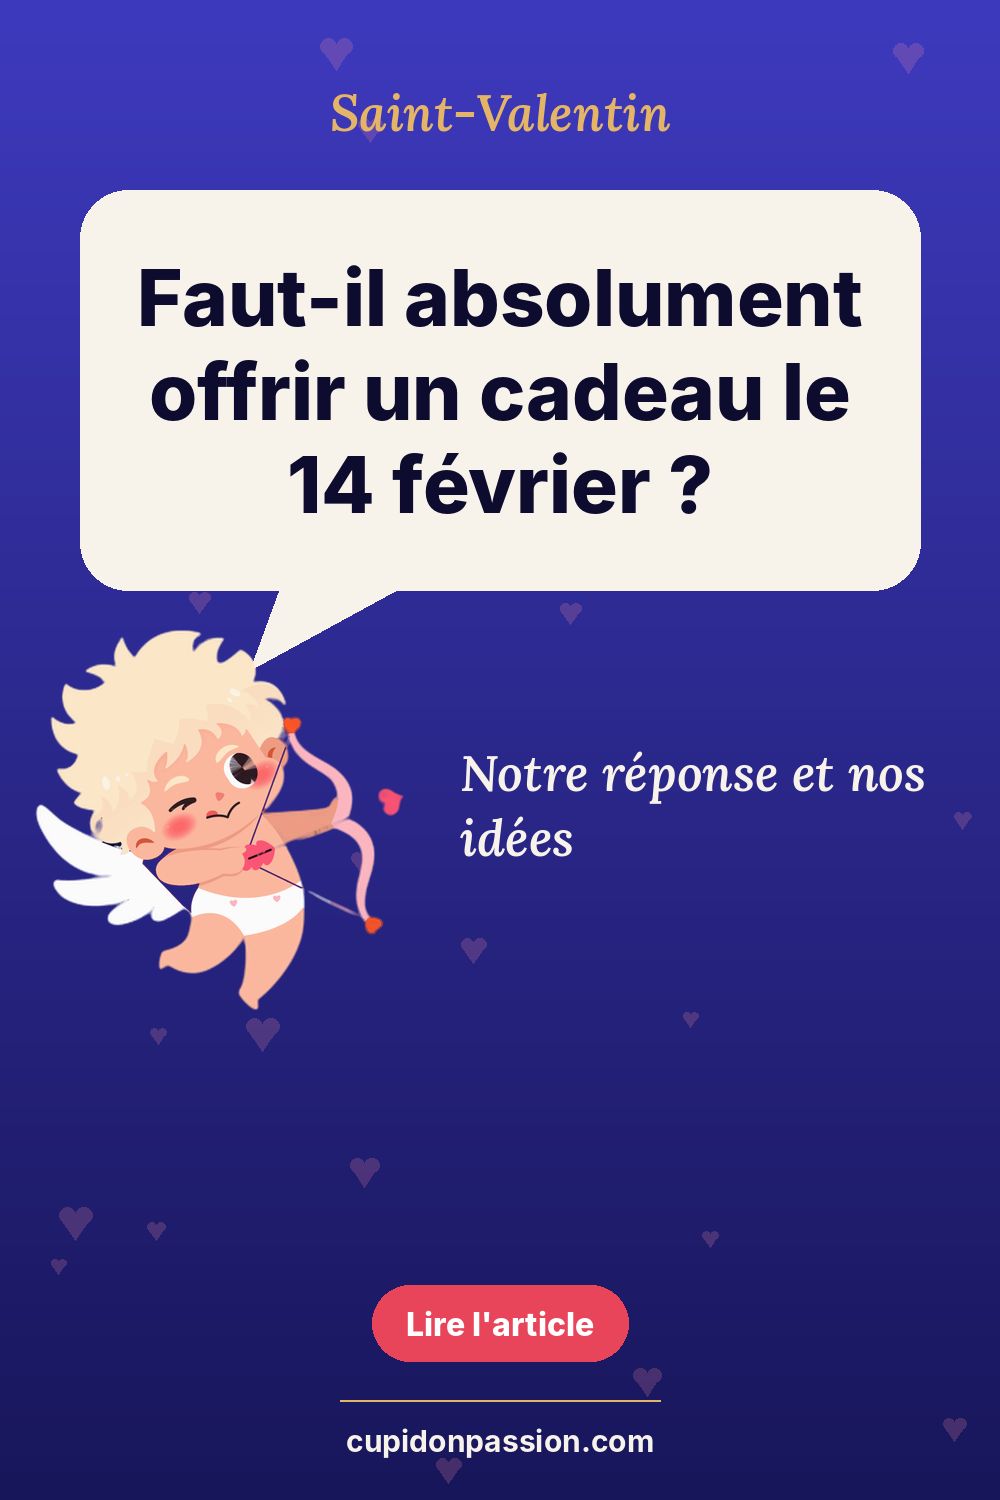 Saint-Valentin
Faut-il absolument
offrir un cadeau le
14 février ?
Notre réponse et nos
idées
Lire l'article
cupidonpassion.com